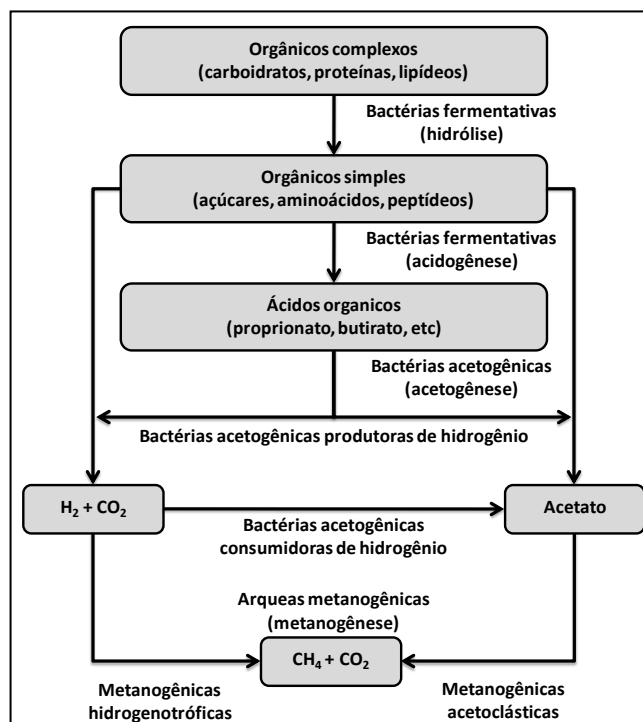 Orgânicos complexos
(carboidratos, proteínas, lipídeos)
Bactérias fermentativas
(hidrólise)
Orgânicos simples
(açúcares, aminoácidos, peptídeos)
Bactérias fermentativas
(acidogênese)
Ácidos organicos
(proprionato, butirato, etc)
Bactérias acetogênicas
(acetogênese)
Bactérias acetogênicas produtoras de hidrogênio
H₂ + CO₂
Acetato
Bactérias acetogênicas
consumidoras de hidrogênio
Arqueas metanogênicas
(metanogênese)
CH₄ + CO₂
Metanogênicas
hidrogenotróficas
Metanogênicas
acetoclásticas